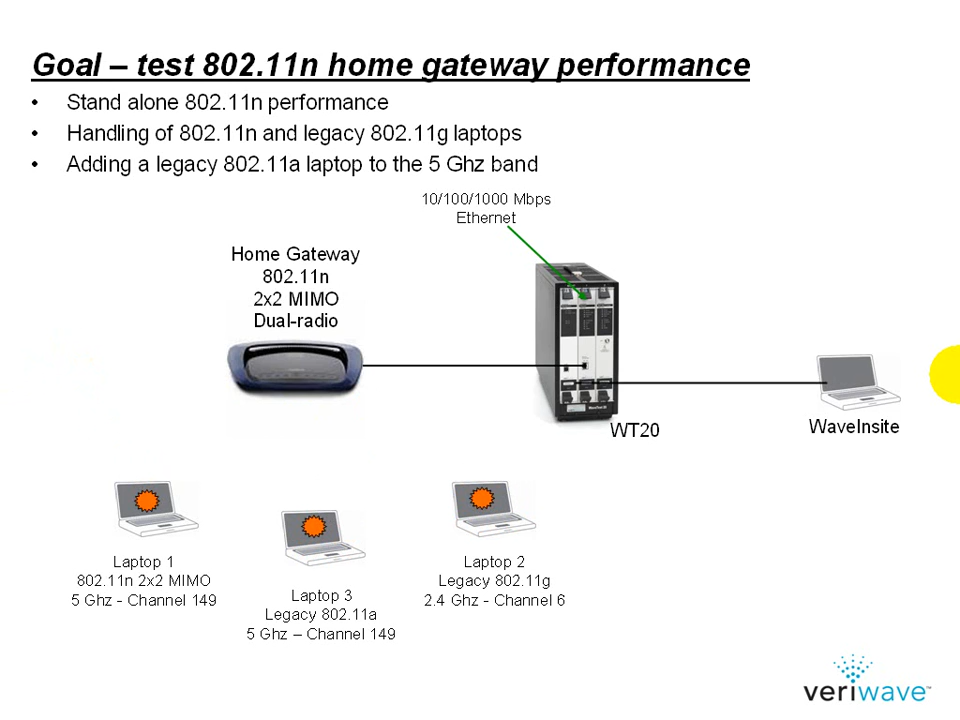 Goal – test 802.11n home gateway performance
• Stand alone 802.11n performance
• Handling of 802.11n and legacy 802.11g laptops
• Adding a legacy 802.11a laptop to the 5 Ghz band
10/100/1000 Mbps
Ethernet
Home Gateway
802.11n
2x2 MIMO
Dual-radio
WT20
WaveInsite
Laptop 1
802.11n 2x2 MIMO
5 Ghz - Channel 149
Laptop 3
Legacy 802.11a
5 Ghz – Channel 149
Laptop 2
Legacy 802.11g
2.4 Ghz - Channel 6
veriwave™